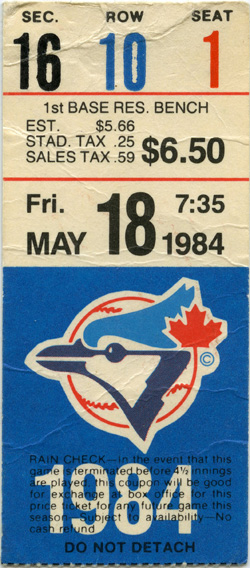 SEC. ROW SEAT
16 10 1
1st BASE RES. BENCH
EST. $5.66
STAD. TAX .25
SALES TAX .59 $6.50
Fri. 18 7:35
MAY 1984
©
RAIN CHECK—In the event that this
game is terminated before 4½ innings
are played, this coupon will be good
for exchange at box office for this
price ticket for any future game this
season—Subject to availability—No
cash refund
1984
DO NOT DETACH